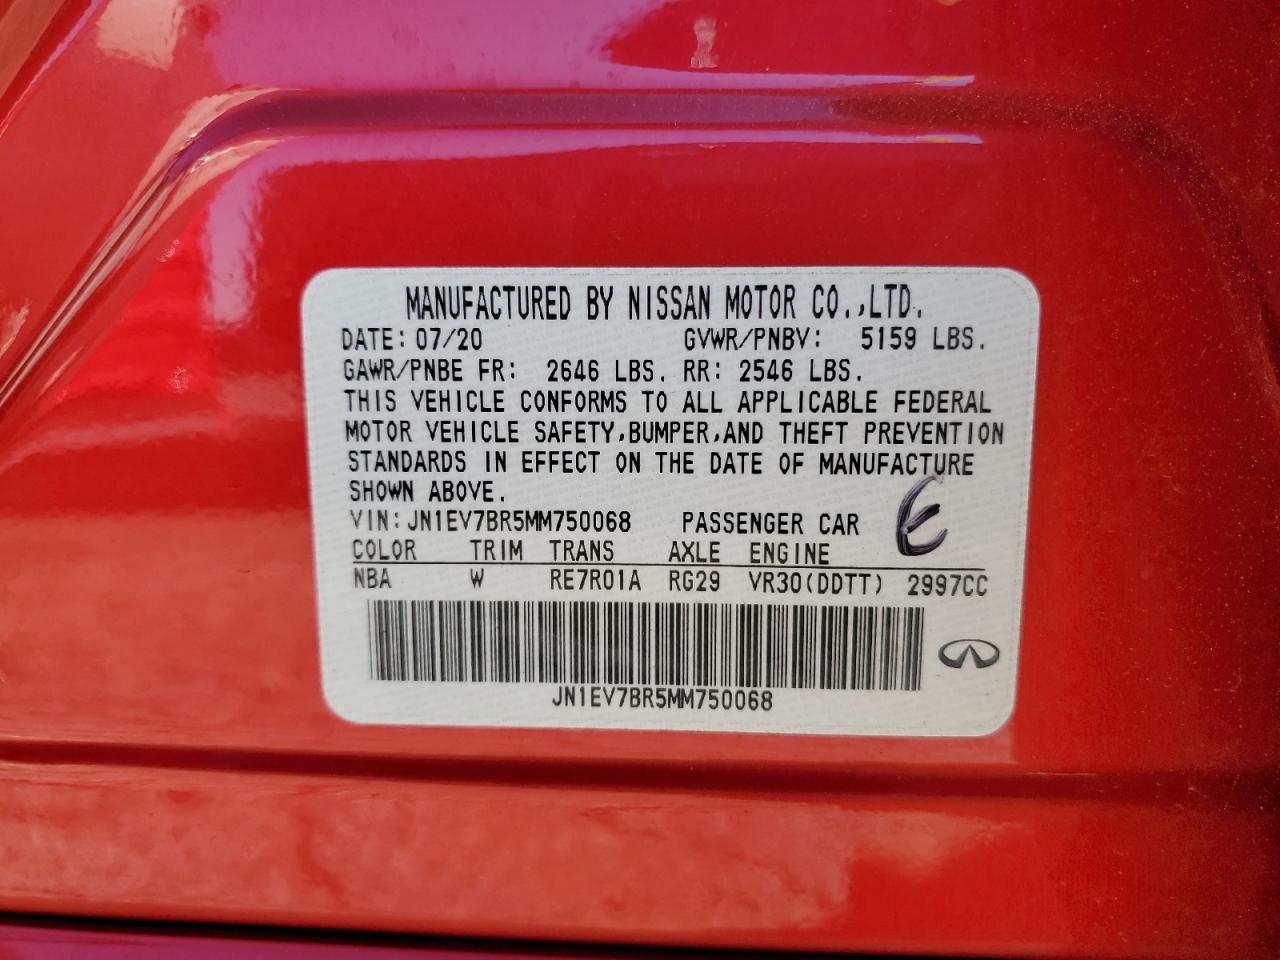 MANUFACTURED BY NISSAN MOTOR CO.,LTD.
DATE: 07/20 GVWR/PNBV: 5159 LBS.
GAWR/PNBE FR: 2646 LBS. RR: 2546 LBS.
THIS VEHICLE CONFORMS TO ALL APPLICABLE FEDERAL
MOTOR VEHICLE SAFETY,BUMPER,AND THEFT PREVENTION
STANDARDS IN EFFECT ON THE DATE OF MANUFACTURE
SHOWN ABOVE.
VIN: JN1EV7BR5MM750068 PASSENGER CAR E
COLOR TRIM TRANS AXLE ENGINE
NBA W RE7R01A RG29 VR30(DDTT) 2997CC
JN1EV7BR5MM750068